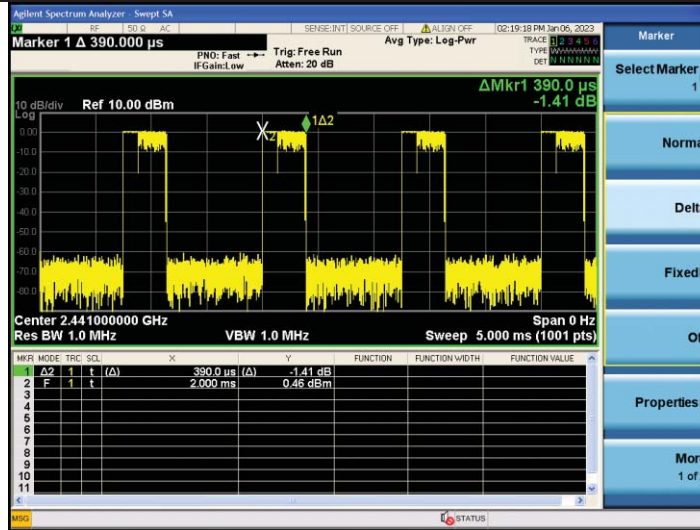 Agilent Spectrum Analyzer - Swept SA
RF 50 Ω AC SENSE:INT SOURCE OFF ALIGN OFF 02:19:18 PM Jan 06, 2023
Marker 1 Δ 390.000 μs
PNO: Fast Trig: Free Run Avg Type: Log-Pwr TRACE 1 2 3 4 5 6
IFGain:Low Atten: 20 dB TYPE
DET N N N N N N
Marker
Select Marker
1
Norma
Delt
Fixed
Of
Properties
Mor
1 of
ΔMkr1 390.0 μs
-1.41 dB
10 dB/div Ref 10.00 dBm
Log
1Δ2
2
0.00
-10.0
-20.0
-30.0
-40.0
-50.0
-60.0
-70.0
-80.0
Center 2.441000000 GHz Span 0 Hz
Res BW 1.0 MHz VBW 1.0 MHz Sweep 5.000 ms (1001 pts)
MKR MODE TRC SCL X Y FUNCTION FUNCTION WIDTH FUNCTION VALUE
1 Δ2 1 t (Δ) 390.0 μs (Δ) -1.41 dB
2 F 1 t 2.000 ms 0.46 dBm
3
4
5
6
7
8
9
10
11
MSG STATUS